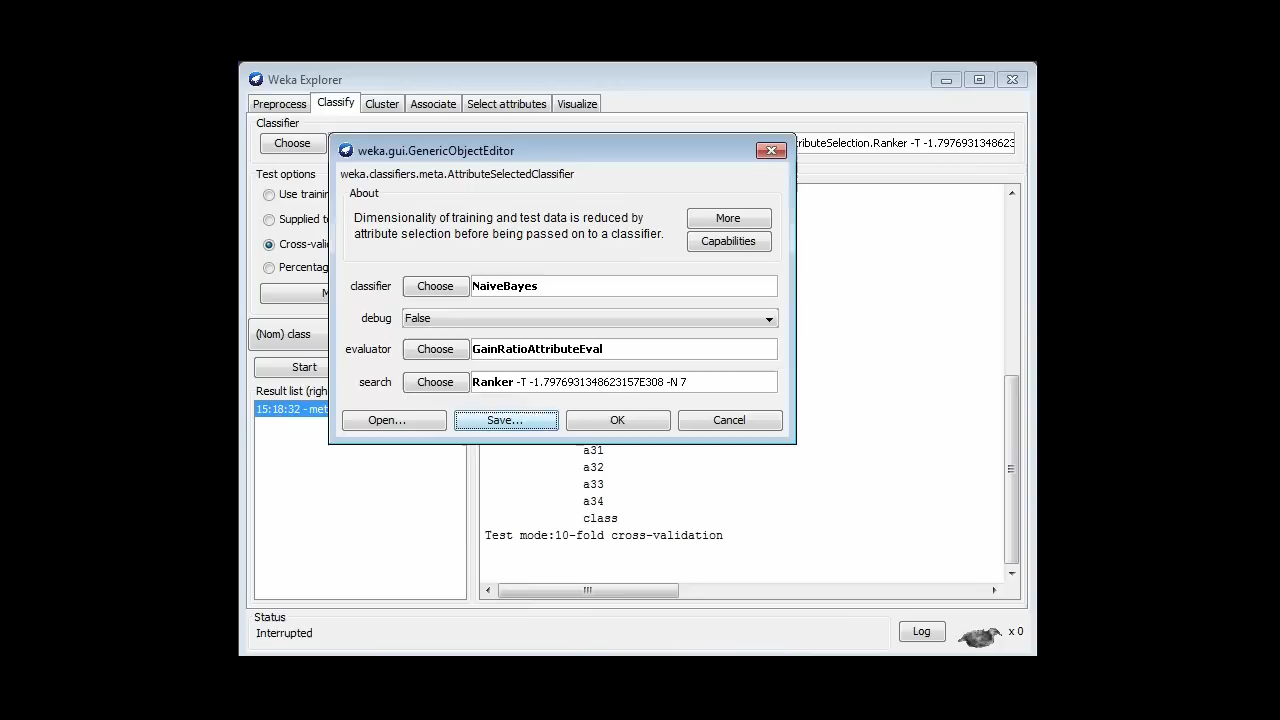 Weka Explorer
Preprocess Classify Cluster Associate Select attributes Visualize
Classifier
Choose
weka.gui.GenericObjectEditor
ributeSelection.Ranker -T -1.7976931348623
weka.classifiers.meta.AttributeSelectedClassifier
About
Dimensionality of training and test data is reduced by
attribute selection before being passed on to a classifier.
More
Capabilities
classifier Choose NaiveBayes
debug False
evaluator Choose GainRatioAttributeEval
search Choose Ranker -T -1.7976931348623157E308 -N 7
Open... Save... OK Cancel
Test options
Use trainin
Supplied t
Cross-vali
Percentag
M
(Nom) class
Start
Result list (righ
15:18:32 - met
a31
a32
a33
a34
class
Test mode:10-fold cross-validation
Status
Interrupted
Log
x 0